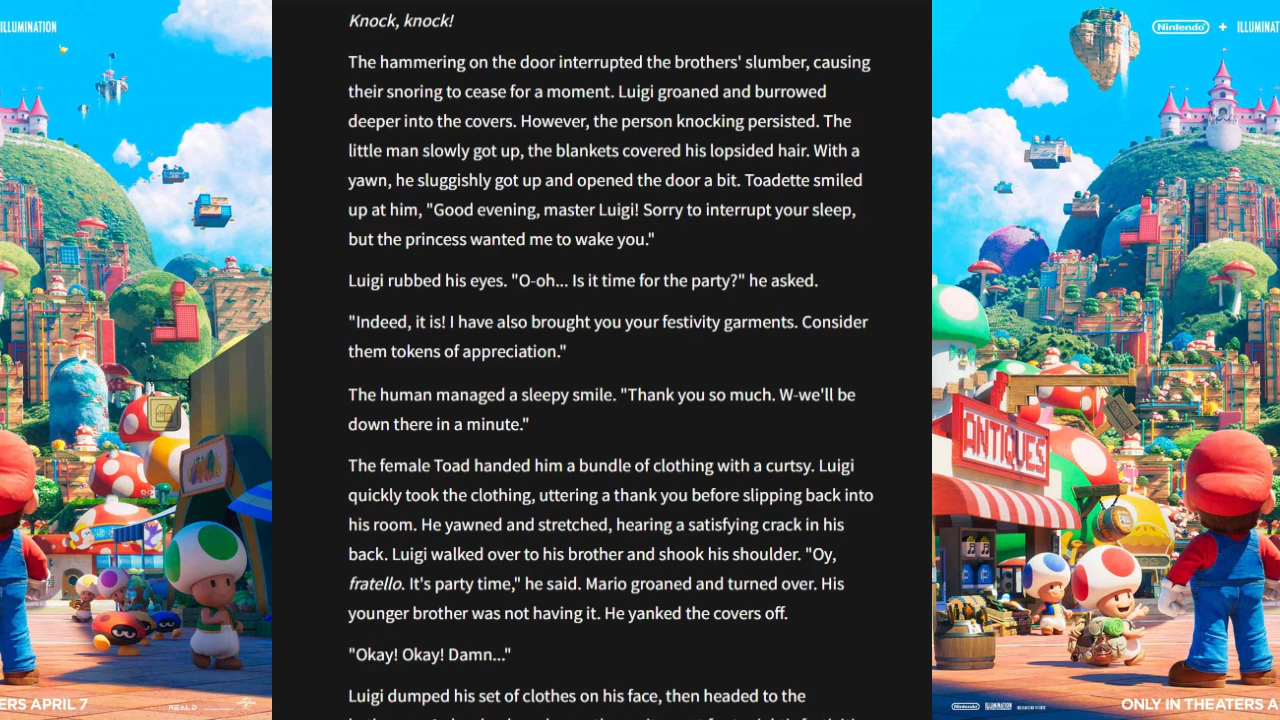 ILLUMINATION
ERS APRIL 7
REALD
Knock, knock!
The hammering on the door interrupted the brothers' slumber, causing
their snoring to cease for a moment. Luigi groaned and burrowed
deeper into the covers. However, the person knocking persisted. The
little man slowly got up, the blankets covered his lopsided hair. With a
yawn, he sluggishly got up and opened the door a bit. Toadette smiled
up at him, "Good evening, master Luigi! Sorry to interrupt your sleep,
but the princess wanted me to wake you."
Luigi rubbed his eyes. "O-oh... Is it time for the party?" he asked.
"Indeed, it is! I have also brought you your festivity garments. Consider
them tokens of appreciation."
The human managed a sleepy smile. "Thank you so much. W-we'll be
down there in a minute."
The female Toad handed him a bundle of clothing with a curtsy. Luigi
quickly took the clothing, uttering a thank you before slipping back into
his room. He yawned and stretched, hearing a satisfying crack in his
back. Luigi walked over to his brother and shook his shoulder. "Oy,
fratello. It's party time," he said. Mario groaned and turned over. His
younger brother was not having it. He yanked the covers off.
"Okay! Okay! Damn..."
Luigi dumped his set of clothes on his face, then headed to the
Nintendo + ILLUMINAT
ANTIQUES
Nintendo ILLUMINATION
ONLY IN THEATERS A